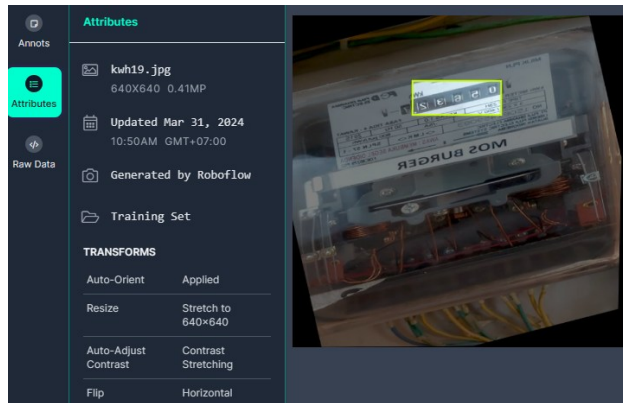 Annots
Attributes
Raw Data
Attributes
kwh19.jpg
640X640 0.41MP
Updated Mar 31, 2024
10:50AM GMT+07:00
Generated by Roboflow
Training Set
TRANSFORMS
Auto-Orient Applied
Resize Stretch to
640×640
Auto-Adjust Contrast
Contrast Stretching
Flip Horizontal
MOS BURGER